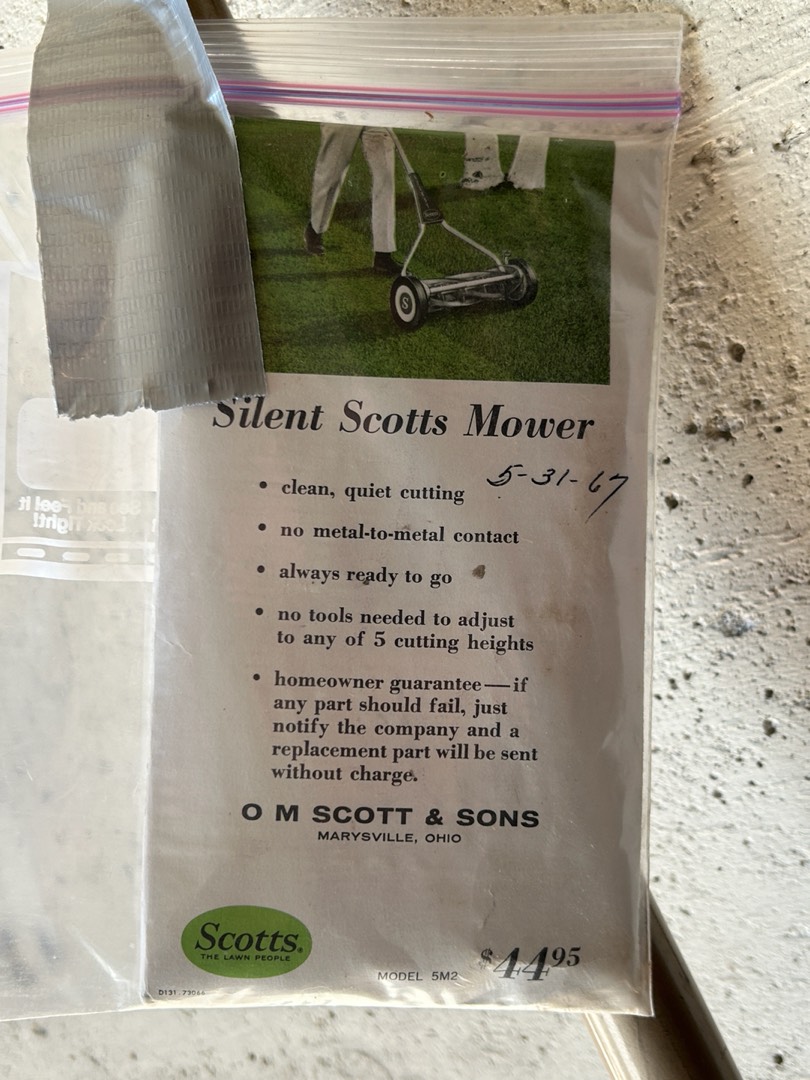 Silent Scotts Mower
5-31-67
• clean, quiet cutting
• no metal-to-metal contact
• always ready to go
• no tools needed to adjust
to any of 5 cutting heights
• homeowner guarantee—if
any part should fail, just
notify the company and a
replacement part will be sent
without charge.
O M SCOTT & SONS
MARYSVILLE, OHIO
Scotts®
THE LAWN PEOPLE
MODEL 5M2
$44.95
S